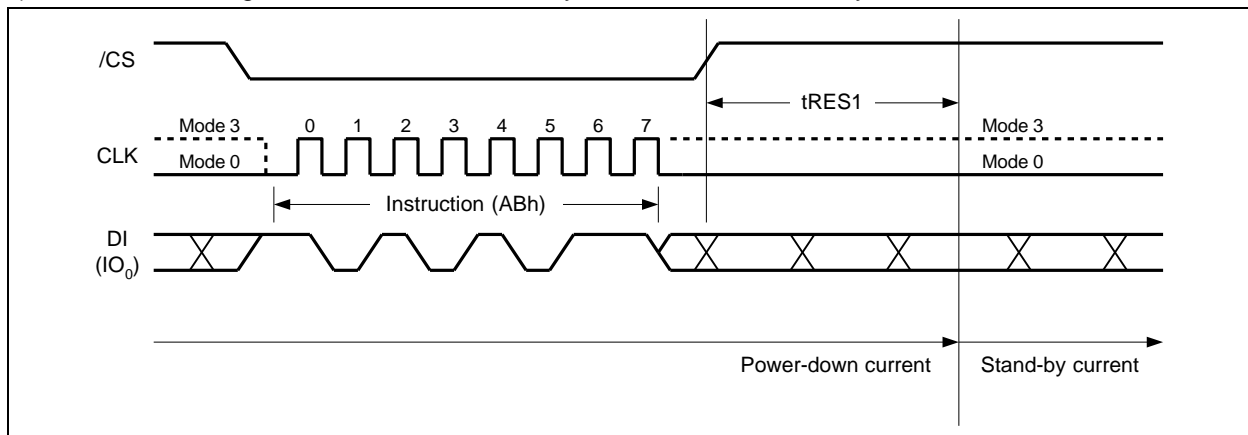 /CS
tRES1
Mode 3 0 1 2 3 4 5 6 7 Mode 3
CLK
Mode 0 Mode 0
Instruction (ABh)
DI
(IO0)
Power-down current Stand-by current